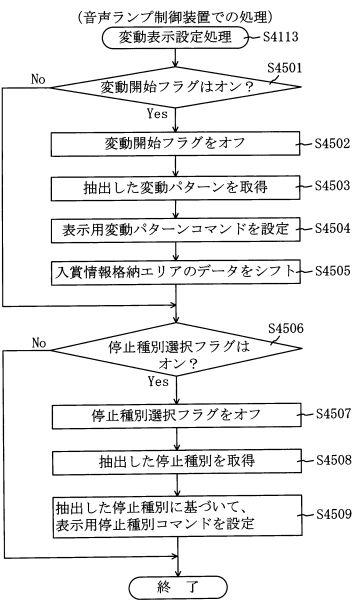 (音声ランプ制御装置での処理)
変動表示設定処理 S4113
S4501
No
変動開始フラグはオン？
Yes
変動開始フラグをオフ S4502
抽出した変動パターンを取得 S4503
表示用変動パターンコマンドを設定 S4504
入賞情報格納エリアのデータをシフト S4505
S4506
No
停止種別選択フラグは
オン？
Yes
停止種別選択フラグをオフ S4507
抽出した停止種別を取得 S4508
抽出した停止種別に基づいて、
表示用停止種別コマンドを設定 S4509
終 了